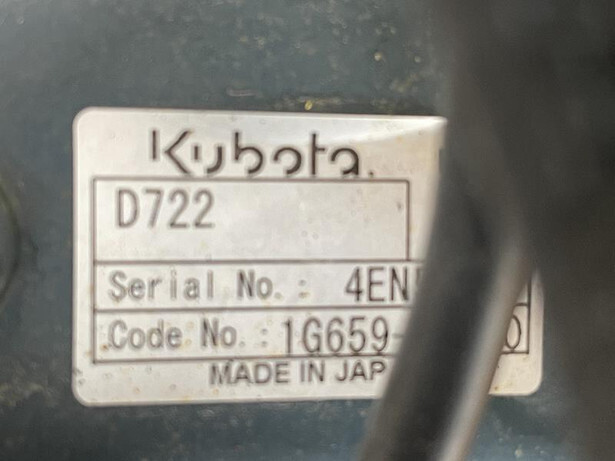 Kubota.
D722
Serial No. : 4EN
Code No. : 1G659-
MADE IN JAP